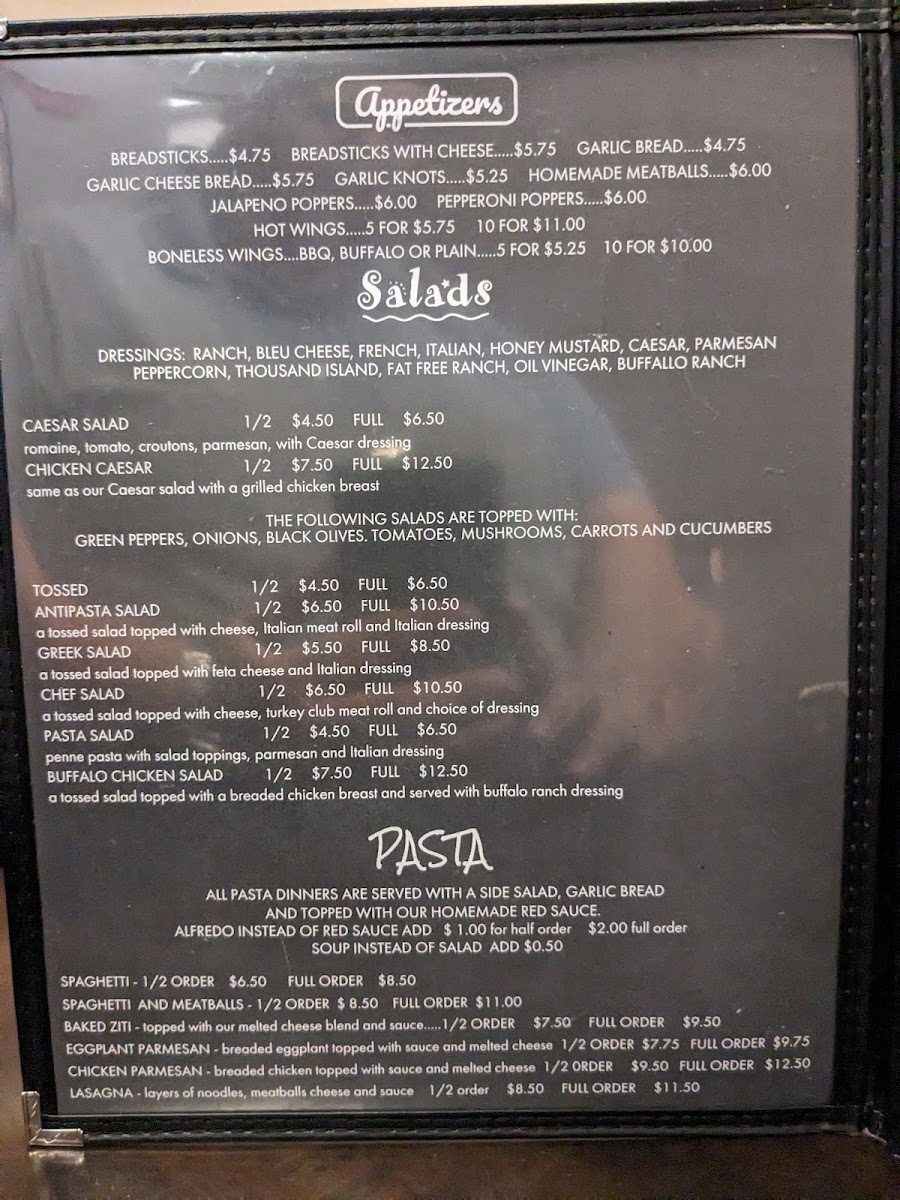 Appetizers
BREADSTICKS.....$4.75 BREADSTICKS WITH CHEESE.....$5.75 GARLIC BREAD.....$4.75
GARLIC CHEESE BREAD.....$5.75 GARLIC KNOTS.....$5.25 HOMEMADE MEATBALLS.....$6.00
JALAPENO POPPERS.....$6.00 PEPPERONI POPPERS.....$6.00
HOT WINGS.....5 FOR $5.75 10 FOR $11.00
BONELESS WINGS....BBQ, BUFFALO OR PLAIN.....5 FOR $5.25 10 FOR $10.00
Salads
DRESSINGS: RANCH, BLEU CHEESE, FRENCH, ITALIAN, HONEY MUSTARD, CAESAR, PARMESAN
PEPPERCORN, THOUSAND ISLAND, FAT FREE RANCH, OIL VINEGAR, BUFFALLO RANCH
CAESAR SALAD 1/2 $4.50 FULL $6.50
romaine, tomato, croutons, parmesan, with Caesar dressing
CHICKEN CAESAR 1/2 $7.50 FULL $12.50
same as our Caesar salad with a grilled chicken breast
THE FOLLOWING SALADS ARE TOPPED WITH:
GREEN PEPPERS, ONIONS, BLACK OLIVES. TOMATOES, MUSHROOMS, CARROTS AND CUCUMBERS
TOSSED 1/2 $4.50 FULL $6.50
ANTIPASTA SALAD 1/2 $6.50 FULL $10.50
a tossed salad topped with cheese, Italian meat roll and Italian dressing
GREEK SALAD 1/2 $5.50 FULL $8.50
a tossed salad topped with feta cheese and Italian dressing
CHEF SALAD 1/2 $6.50 FULL $10.50
a tossed salad topped with cheese, turkey club meat roll and choice of dressing
PASTA SALAD 1/2 $4.50 FULL $6.50
penne pasta with salad toppings, parmesan and Italian dressing
BUFFALO CHICKEN SALAD 1/2 $7.50 FULL $12.50
a tossed salad topped with a breaded chicken breast and served with buffalo ranch dressing
PASTA
ALL PASTA DINNERS ARE SERVED WITH A SIDE SALAD, GARLIC BREAD
AND TOPPED WITH OUR HOMEMADE RED SAUCE.
ALFREDO INSTEAD OF RED SAUCE ADD $ 1.00 for half order $2.00 full order
SOUP INSTEAD OF SALAD ADD $0.50
SPAGHETTI - 1/2 ORDER $6.50 FULL ORDER $8.50
SPAGHETTI AND MEATBALLS - 1/2 ORDER $ 8.50 FULL ORDER $11.00
BAKED ZITI - topped with our melted cheese blend and sauce.....1/2 ORDER $7.50 FULL ORDER $9.50
EGGPLANT PARMESAN - breaded eggplant topped with sauce and melted cheese 1/2 ORDER $7.75 FULL ORDER $9.75
CHICKEN PARMESAN - breaded chicken topped with sauce and melted cheese 1/2 ORDER $9.50 FULL ORDER $12.50
LASAGNA - layers of noodles, meatballs cheese and sauce 1/2 order $8.50 FULL ORDER $11.50